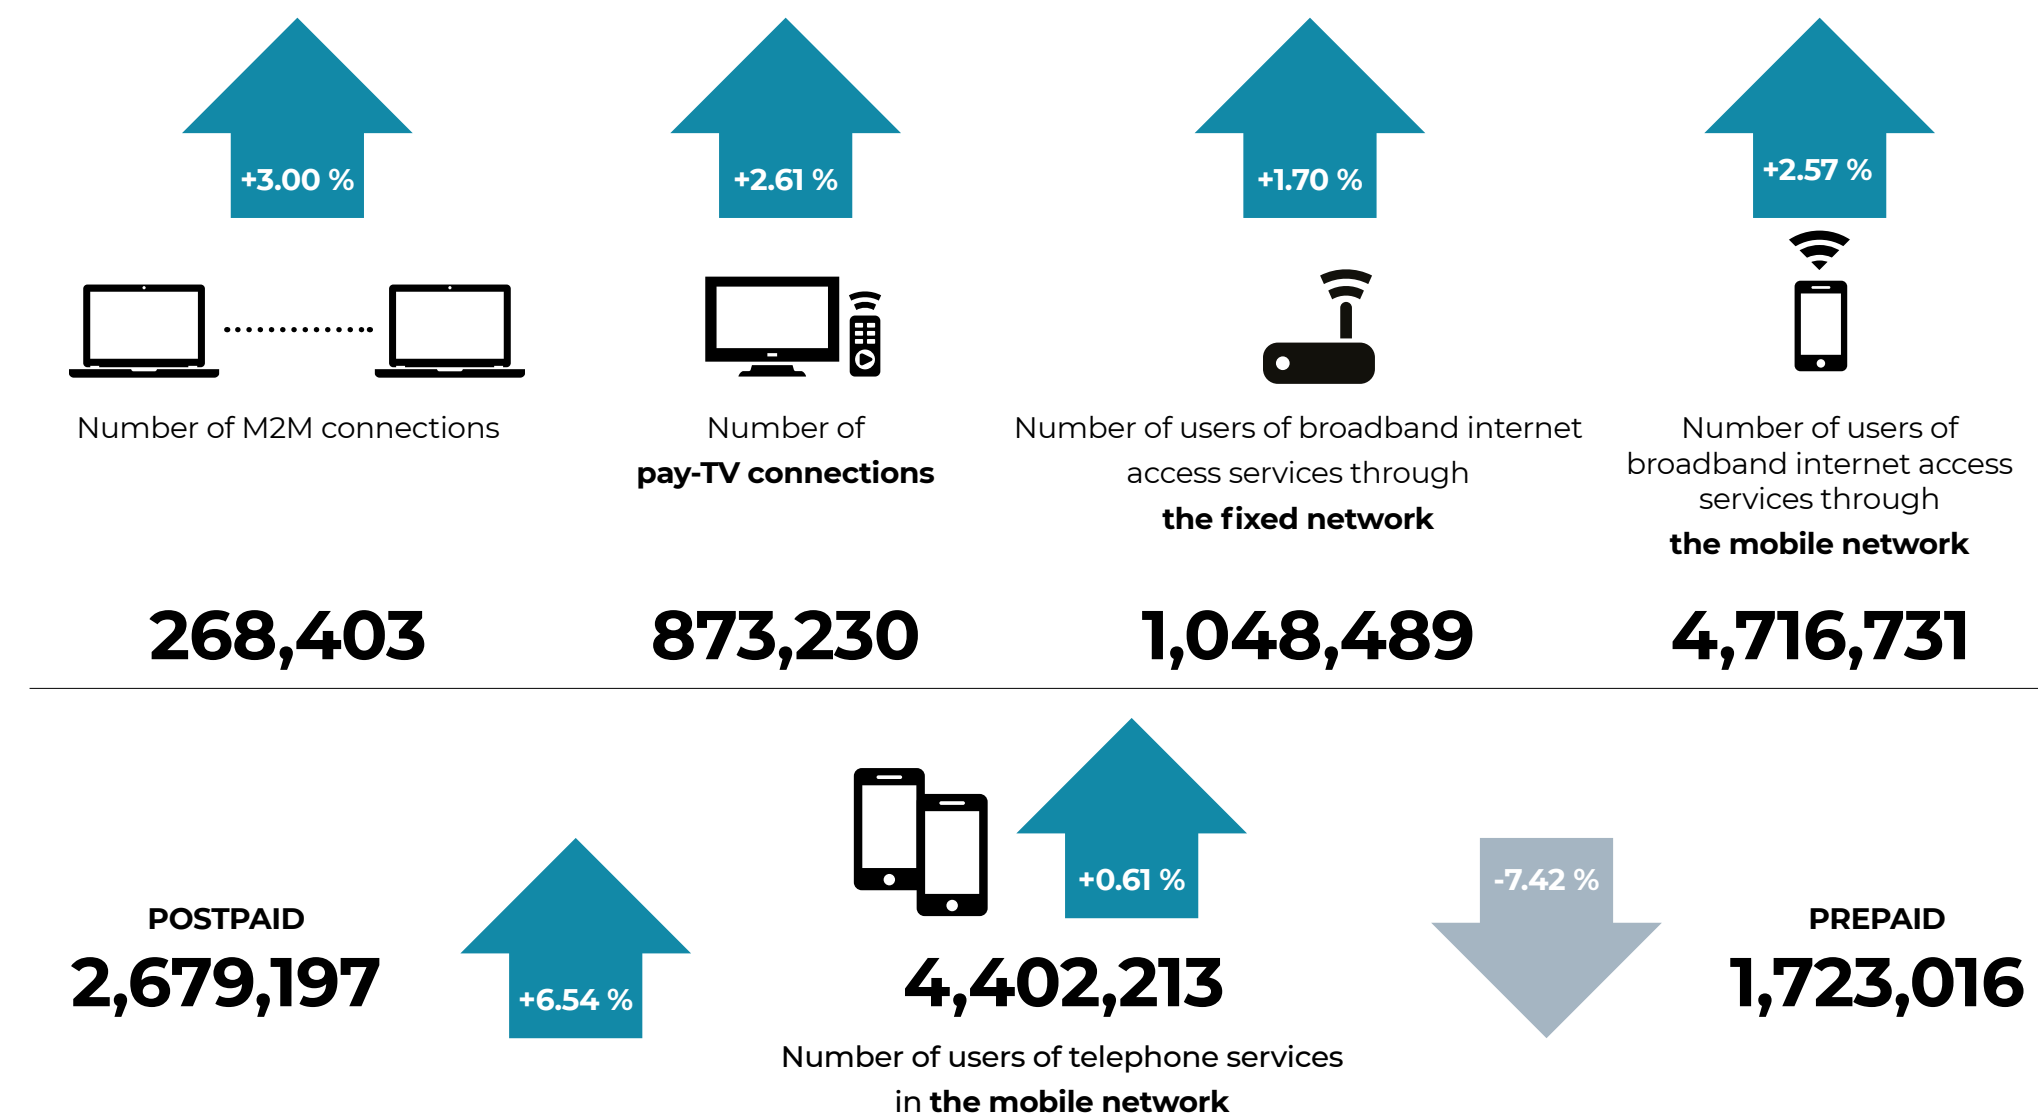 +3.00 %
+2.61 %
+1.70 %
+2.57 %
Number of M2M connections
Number of
pay-TV connections
Number of users of broadband internet
access services through
the fixed network
Number of users of
broadband internet access
services through
the mobile network
268,403
873,230
1,048,489
4,716,731
POSTPAID
2,679,197
+6.54 %
+0.61 %
4,402,213
Number of users of telephone services
in the mobile network
-7.42 %
PREPAID
1,723,016